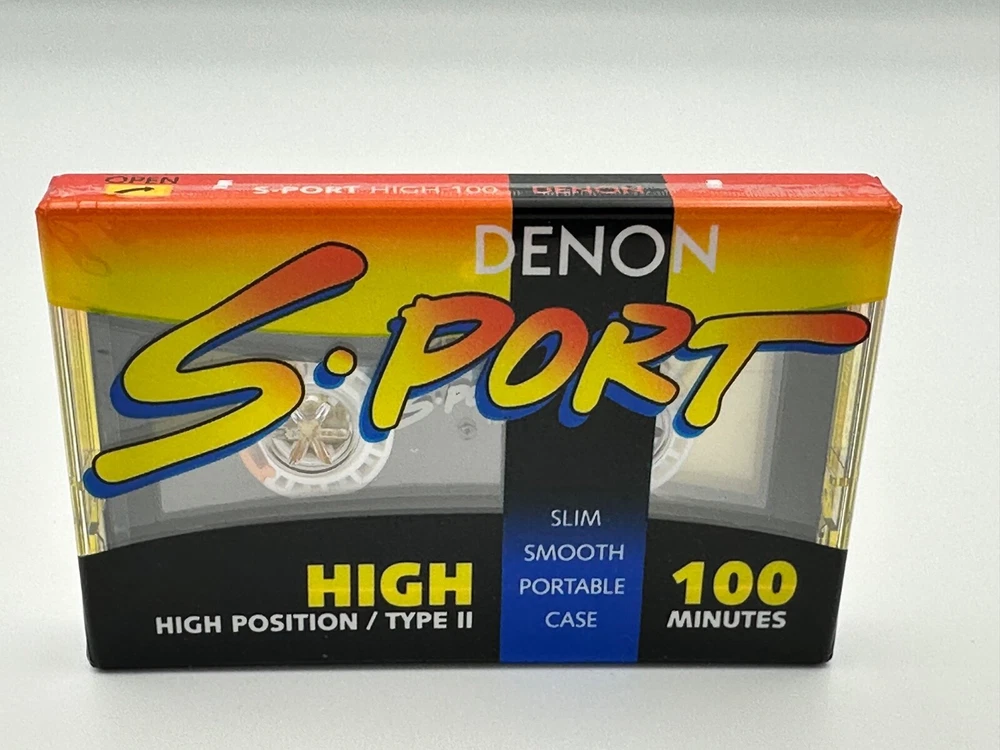 OPEN
S·PORT HIGH 100 DENON
DENON
S·PORT
SLIM
SMOOTH
PORTABLE
CASE
HIGH
HIGH POSITION / TYPE II
100
MINUTES